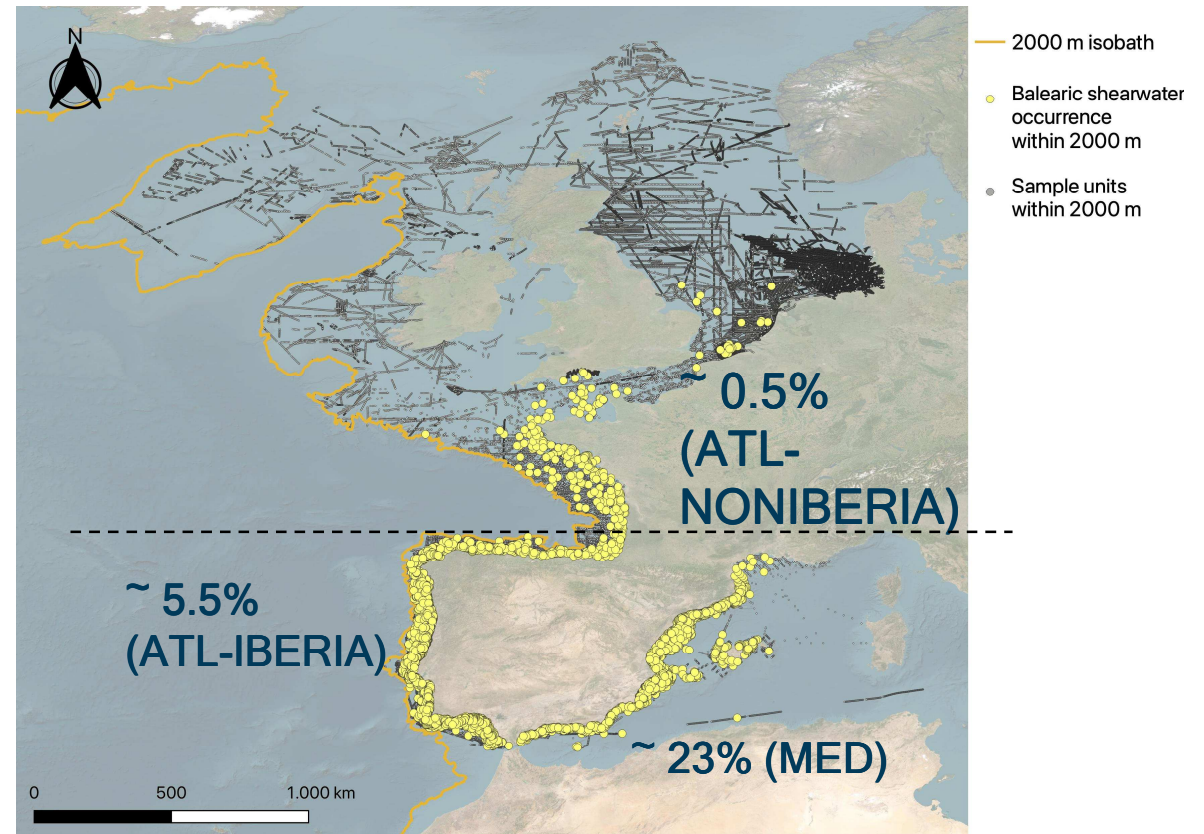 N
2000 m isobath
Balearic shearwater
occurrence
within 2000 m
Sample units
within 2000 m
~ 0.5%
(ATL-
NONIBERIA)
~ 5.5%
(ATL-IBERIA)
~ 23% (MED)
0 500 1.000 km